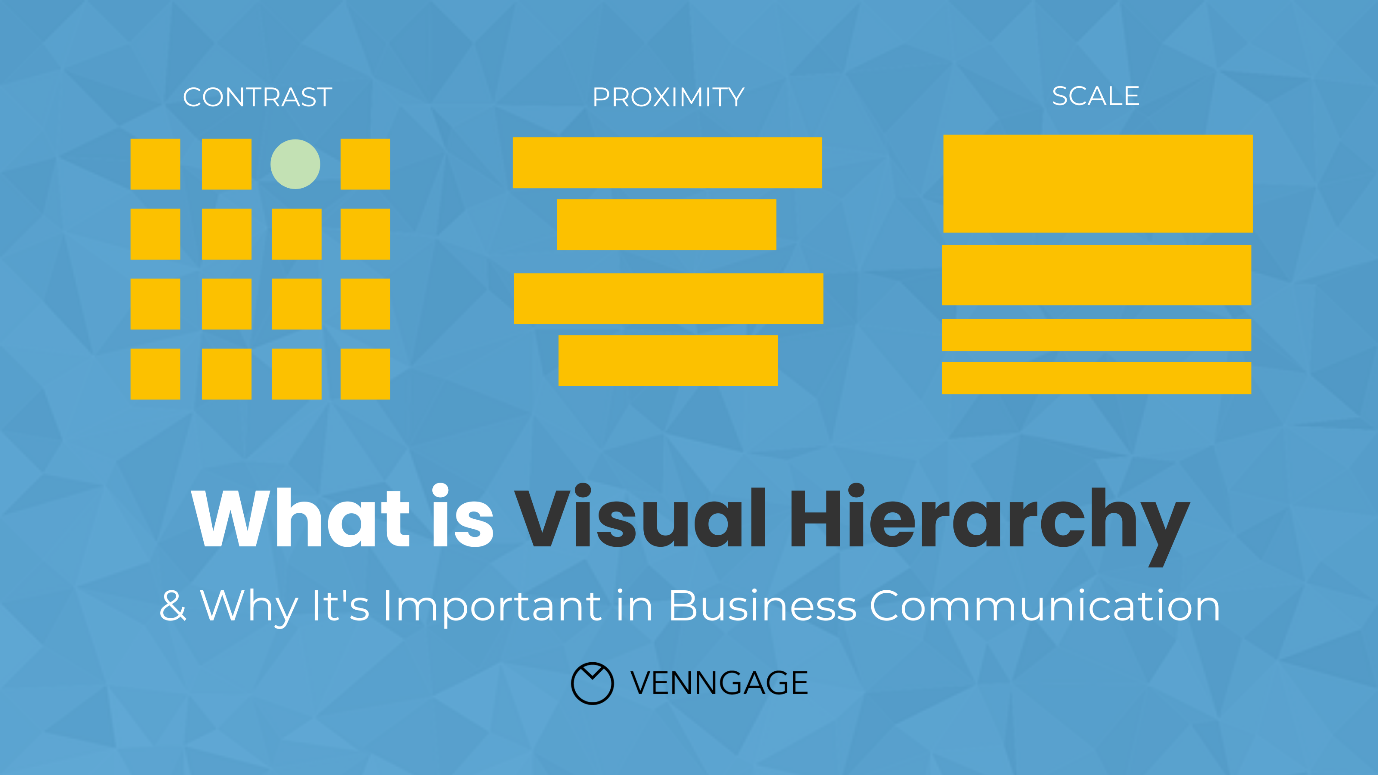 CONTRAST
PROXIMITY
SCALE
What is Visual Hierarchy
& Why It's Important in Business Communication
VENNGAGE